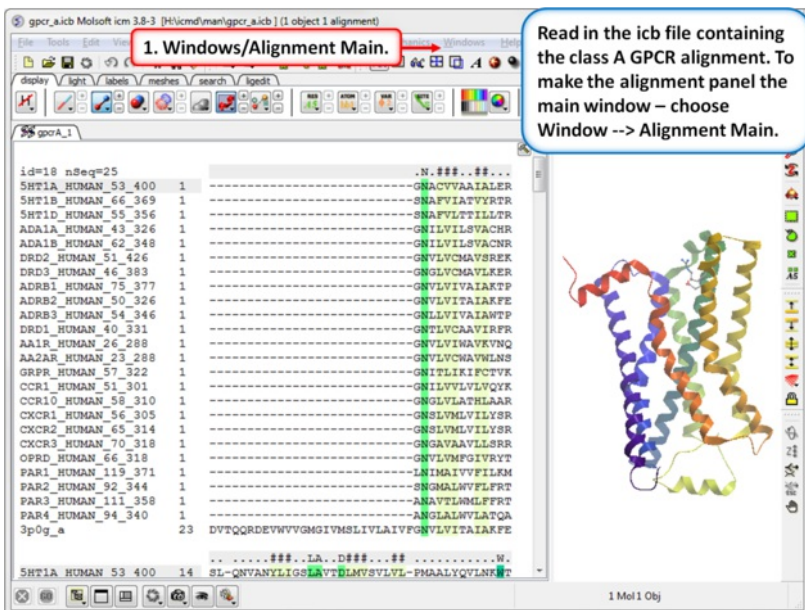 gpcr_a.icb Molsoft icm 3.8-3 [H:\icmd\man\gpcr_a.icb ] (1 object 1 alignment)
File Tools Edit View
Windows Help
1. Windows/Alignment Main.
Read in the icb file containing
the class A GPCR alignment. To
make the alignment panel the
main window – choose
Window --> Alignment Main.
display light labels meshes search ligedit
gpcrA_1
id=18 nSeq=25 .N.###..##...
5HT1A_HUMAN_53_400 1 ------------------------------GNACVVAAIALER
5HT1B_HUMAN_66_369 1 ------------------------------SNAFVIATVYRTR
5HT1D_HUMAN_55_356 1 ------------------------------SNAFVLTTILLTR
ADA1A_HUMAN_43_326 1 ------------------------------GNILVILSVACHR
ADA1B_HUMAN_62_348 1 ------------------------------GNILVILSVACNR
DRD2_HUMAN_51_426 1 ------------------------------GNVLVCMAVSREK
DRD3_HUMAN_46_383 1 ------------------------------GNGLVCMAVLKER
ADRB1_HUMAN_75_377 1 ------------------------------GNVLVIVAIAKTP
ADRB2_HUMAN_50_326 1 ------------------------------GNVLVITAIAKFE
ADRB3_HUMAN_54_346 1 ------------------------------GNLLVIVAIAWTP
DRD1_HUMAN_40_331 1 ------------------------------GNTLVCAAVIRFR
AA1R_HUMAN_26_288 1 ------------------------------GNVLVIWAVKVNQ
AA2AR_HUMAN_23_288 1 ------------------------------GNVLVCWAVWLNS
GRPR_HUMAN_57_322 1 ------------------------------GNITLIKIFCTVK
CCR1_HUMAN_51_301 1 ------------------------------GNILVVLVLVQYK
CCR10_HUMAN_58_310 1 ------------------------------GNGLVLATHLAAR
CXCR1_HUMAN_56_305 1 ------------------------------GNSLVMLVILYSR
CXCR2_HUMAN_65_314 1 ------------------------------GNSLVMLVILYSR
CXCR3_HUMAN_70_318 1 ------------------------------GNGAVAAVLLSRR
OPRD_HUMAN_66_318 1 ------------------------------GNVLVMFGIVRYT
PAR1_HUMAN_119_371 1 ------------------------------LNIMAIVVFILKM
PAR2_HUMAN_92_344 1 ------------------------------SNGMALWVFLFRT
PAR3_HUMAN_111_358 1 ------------------------------ANAVTLWMLFFRT
PAR4_HUMAN_94_340 1 ------------------------------ANGLALWVLATQA
3p0g_a 23 DVTQQRDEVWVVGMGIVMSLIVLAIVFGNVLVITAIAKFE
.. .....###...LA..D###...## ... .......W.
5HT1A_HUMAN_53_400 14 SL-QNVANYLIGSLAVTDLMVSVLVL-PMAALYQVLNKWT
1 Mol 1 Obj